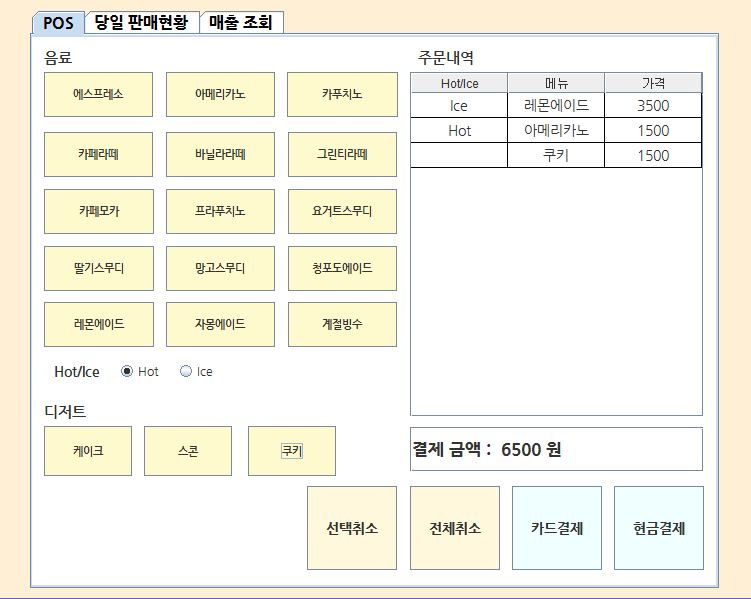 POS 당일 판매현황 매출 조회
음료
에스프레소 아메리카노 카푸치노
카페라떼 바닐라라떼 그린티라떼
카페모카 프라푸치노 요거트스무디
딸기스무디 망고스무디 청포도에이드
레몬에이드 자몽에이드 계절빙수
Hot/Ice Hot Ice
디저트
케이크 스콘 쿠키
주문내역
Hot/Ice 메뉴 가격
Ice 레몬에이드 3500
Hot 아메리카노 1500
쿠키 1500
결제 금액 : 6500 원
선택취소 전체취소 카드결제 현금결제